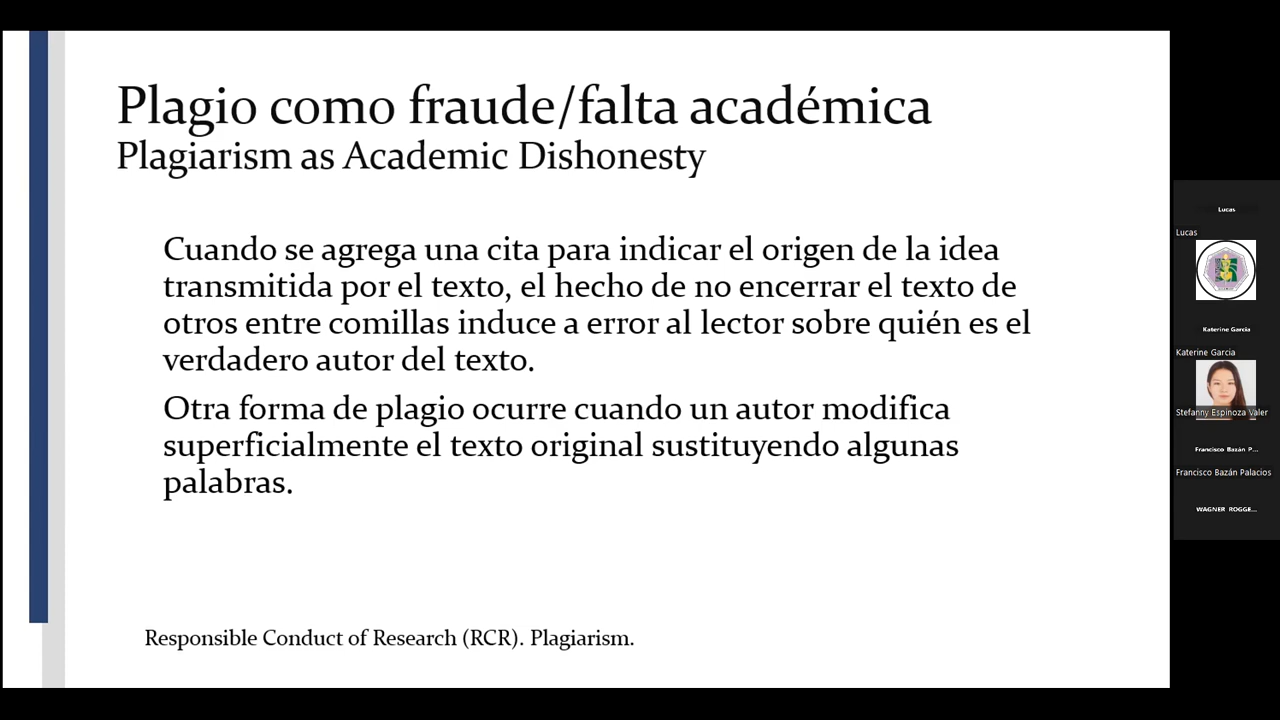 Plagio como fraude/falta académica
Plagiarism as Academic Dishonesty
Cuando se agrega una cita para indicar el origen de la idea
transmitida por el texto, el hecho de no encerrar el texto de
otros entre comillas induce a error al lector sobre quién es el
verdadero autor del texto.
Otra forma de plagio ocurre cuando un autor modifica
superficialmente el texto original sustituyendo algunas
palabras.
Responsible Conduct of Research (RCR). Plagiarism.
Lucas
Lucas
Katerine Garcia
Katerine Garcia
Stefanny Espinoza Valer
Francisco Bazán P...
Francisco Bazán Palacios
WAGNER ROGGE...